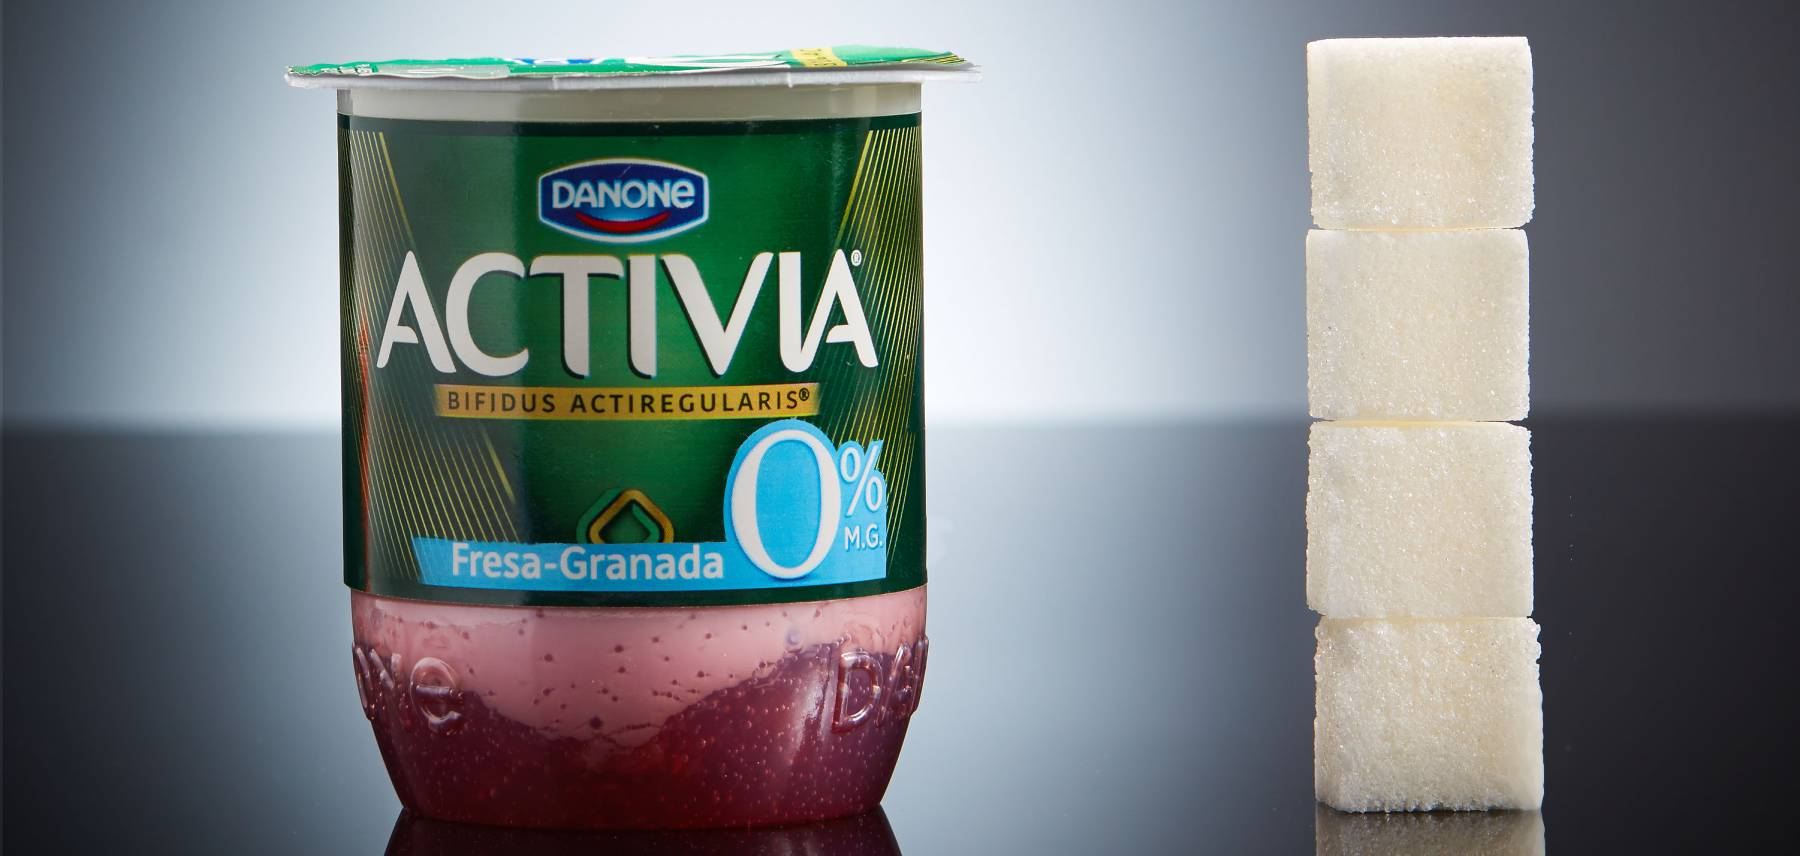 DANONE
ACTIVIA®
BIFIDUS ACTIREGULARIS®
0%
M.G.
Fresa-Granada